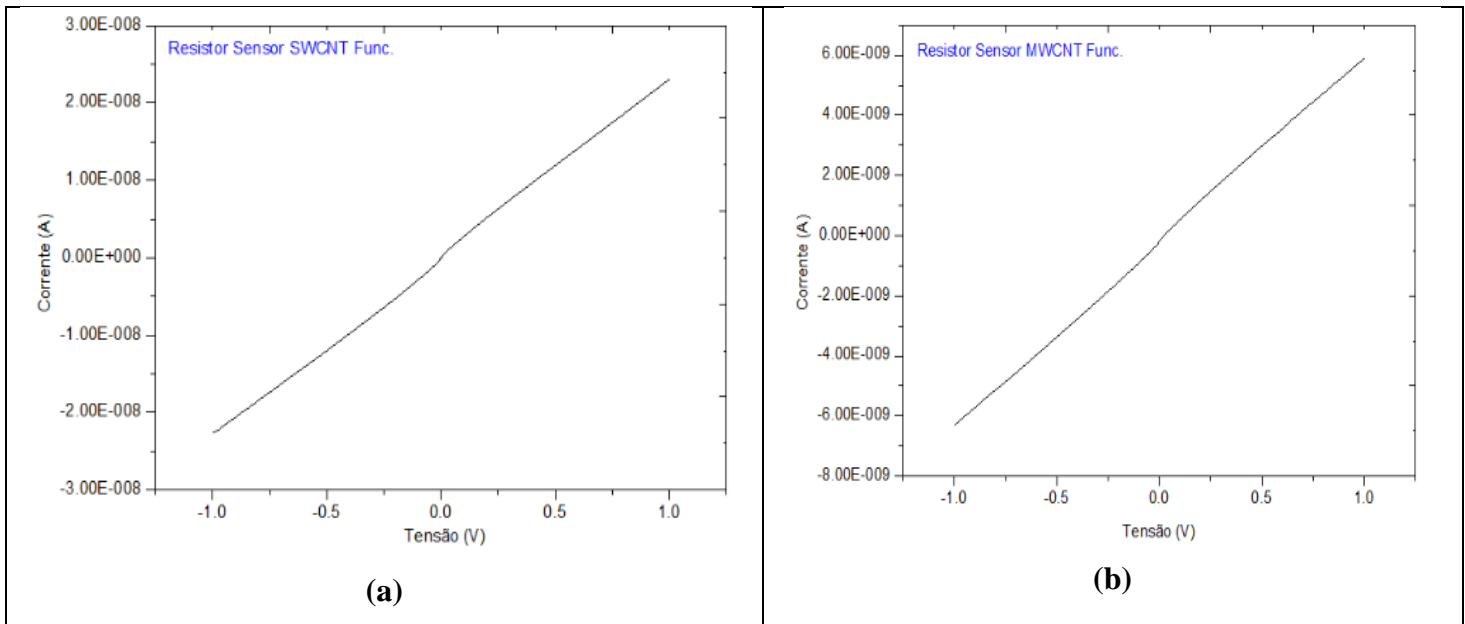 3.00E-008
Resistor Sensor SWCNT Func.
2.00E-008
1.00E-008
0.00E+000
-1.00E-008
-2.00E-008
-3.00E-008
Corrente (A)
-1.0 -0.5 0.0 0.5 1.0
Tensão (V)
(a)
6.00E-009
Resistor Sensor MWCNT Func.
4.00E-009
2.00E-009
0.00E+000
-2.00E-009
-4.00E-009
-6.00E-009
-8.00E-009
Corrente (A)
-1.0 -0.5 0.0 0.5 1.0
Tensão (V)
(b)